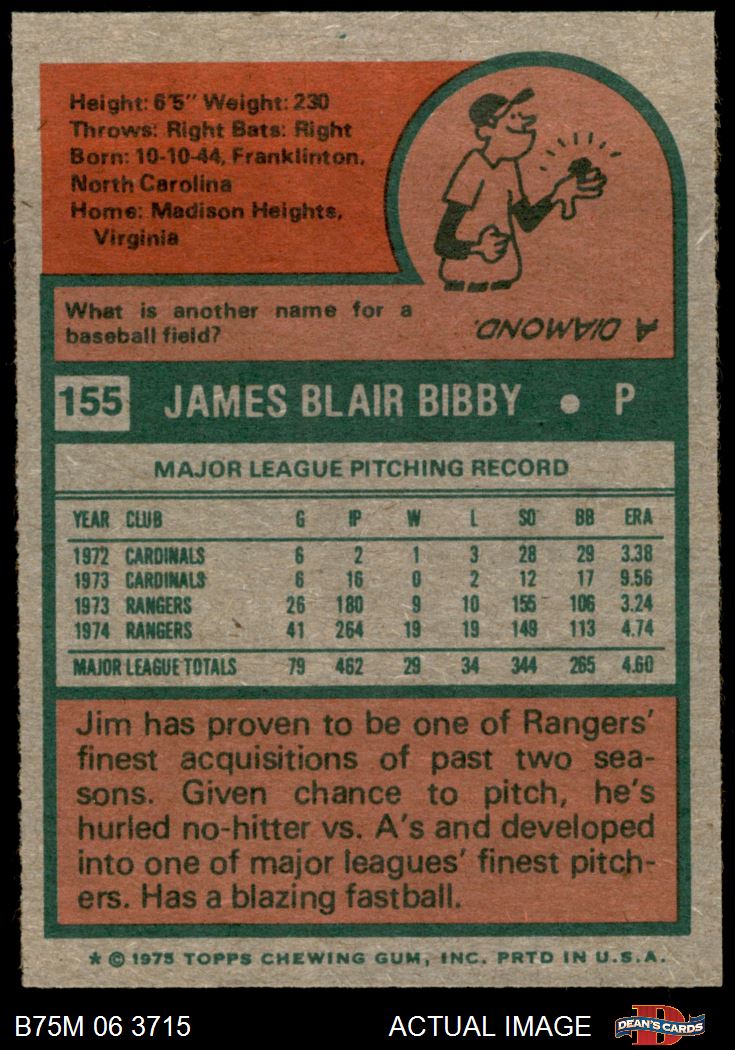 Height: 6'5" Weight: 230
Throws: Right Bats: Right
Born: 10-10-44, Franklinton,
North Carolina
Home: Madison Heights,
Virginia
What is another name for a
baseball field?
A DIAMOND.
155 JAMES BLAIR BIBBY ● P
MAJOR LEAGUE PITCHING RECORD
YEAR CLUB G IP W L SO BB ERA
1972 CARDINALS 6 2 1 3 28 29 3.38
1973 CARDINALS 6 16 0 2 12 17 9.56
1973 RANGERS 26 180 9 10 155 106 3.24
1974 RANGERS 41 264 19 19 149 113 4.74
MAJOR LEAGUE TOTALS 79 462 29 34 344 265 4.60
Jim has proven to be one of Rangers'
finest acquisitions of past two sea-
sons. Given chance to pitch, he's
hurled no-hitter vs. A's and developed
into one of major leagues' finest pitch-
ers. Has a blazing fastball.
* © 1975 TOPPS CHEWING GUM, INC. PRTD IN U.S.A.
B75M 06 3715 ACTUAL IMAGE DEAN'S CARDS